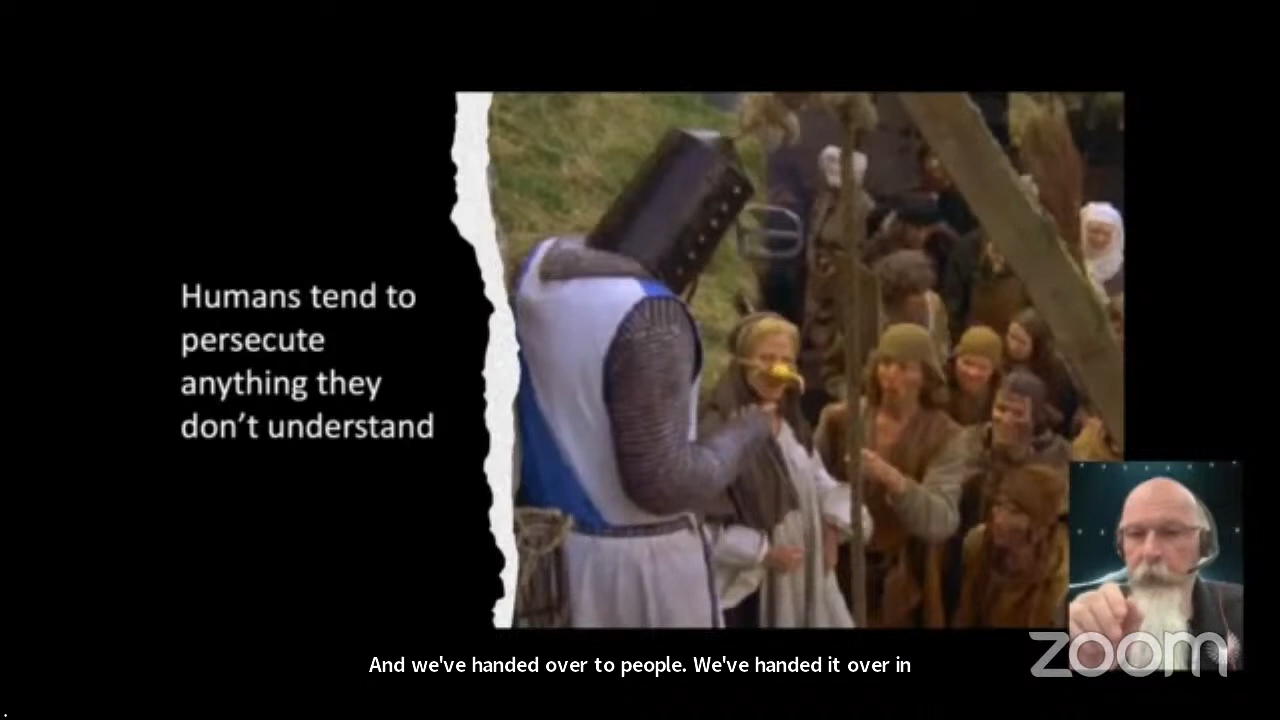 Humans tend to
persecute
anything they
don't understand
And we've handed over to people. We've handed it over in
zoom